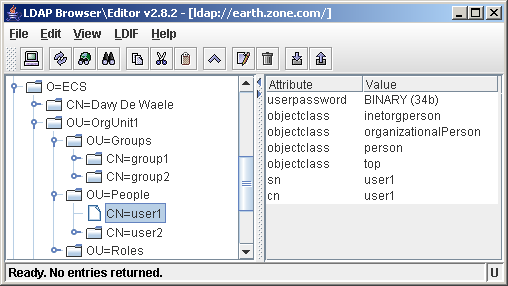 LDAP Browser\Editor v2.8.2 - [ldap://earth.zone.com/]
File Edit View LDIF Help
O=ECS
CN=Davy De Waele
OU=OrgUnit1
OU=Groups
CN=group1
CN=group2
OU=People
CN=user1
CN=user2
OU=Roles
Attribute Value
userpassword BINARY (34b)
objectclass inetorgperson
objectclass organizationalPerson
objectclass person
objectclass top
sn user1
cn user1
Ready. No entries returned. U